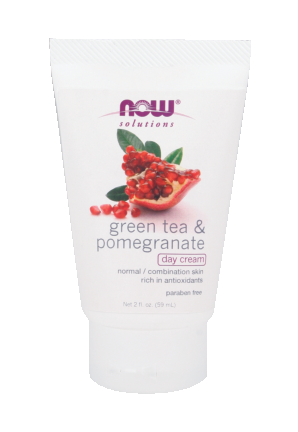 NOW®
solutions
green tea &
pomegranate
day cream
normal / combination skin
rich in antioxidants
paraben free
Net 2 fl. oz. (59 mL)